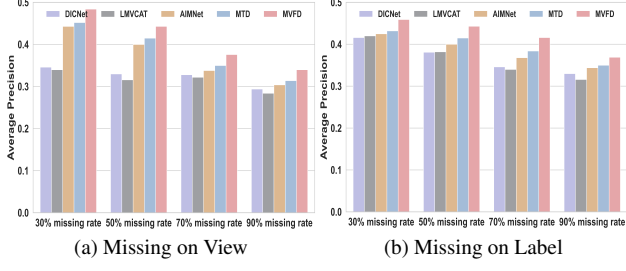 DICNet LMVCAT AIMNet MTD MVFD
Average Precision
0.5
0.4
0.3
0.2
0.1
0.0
30% missing rate 50% missing rate 70% missing rate 90% missing rate
(a) Missing on View
DICNet LMVCAT AIMNet MTD MVFD
Average Precision
0.5
0.4
0.3
0.2
0.1
0.0
30% missing rate 50% missing rate 70% missing rate 90% missing rate
(b) Missing on Label